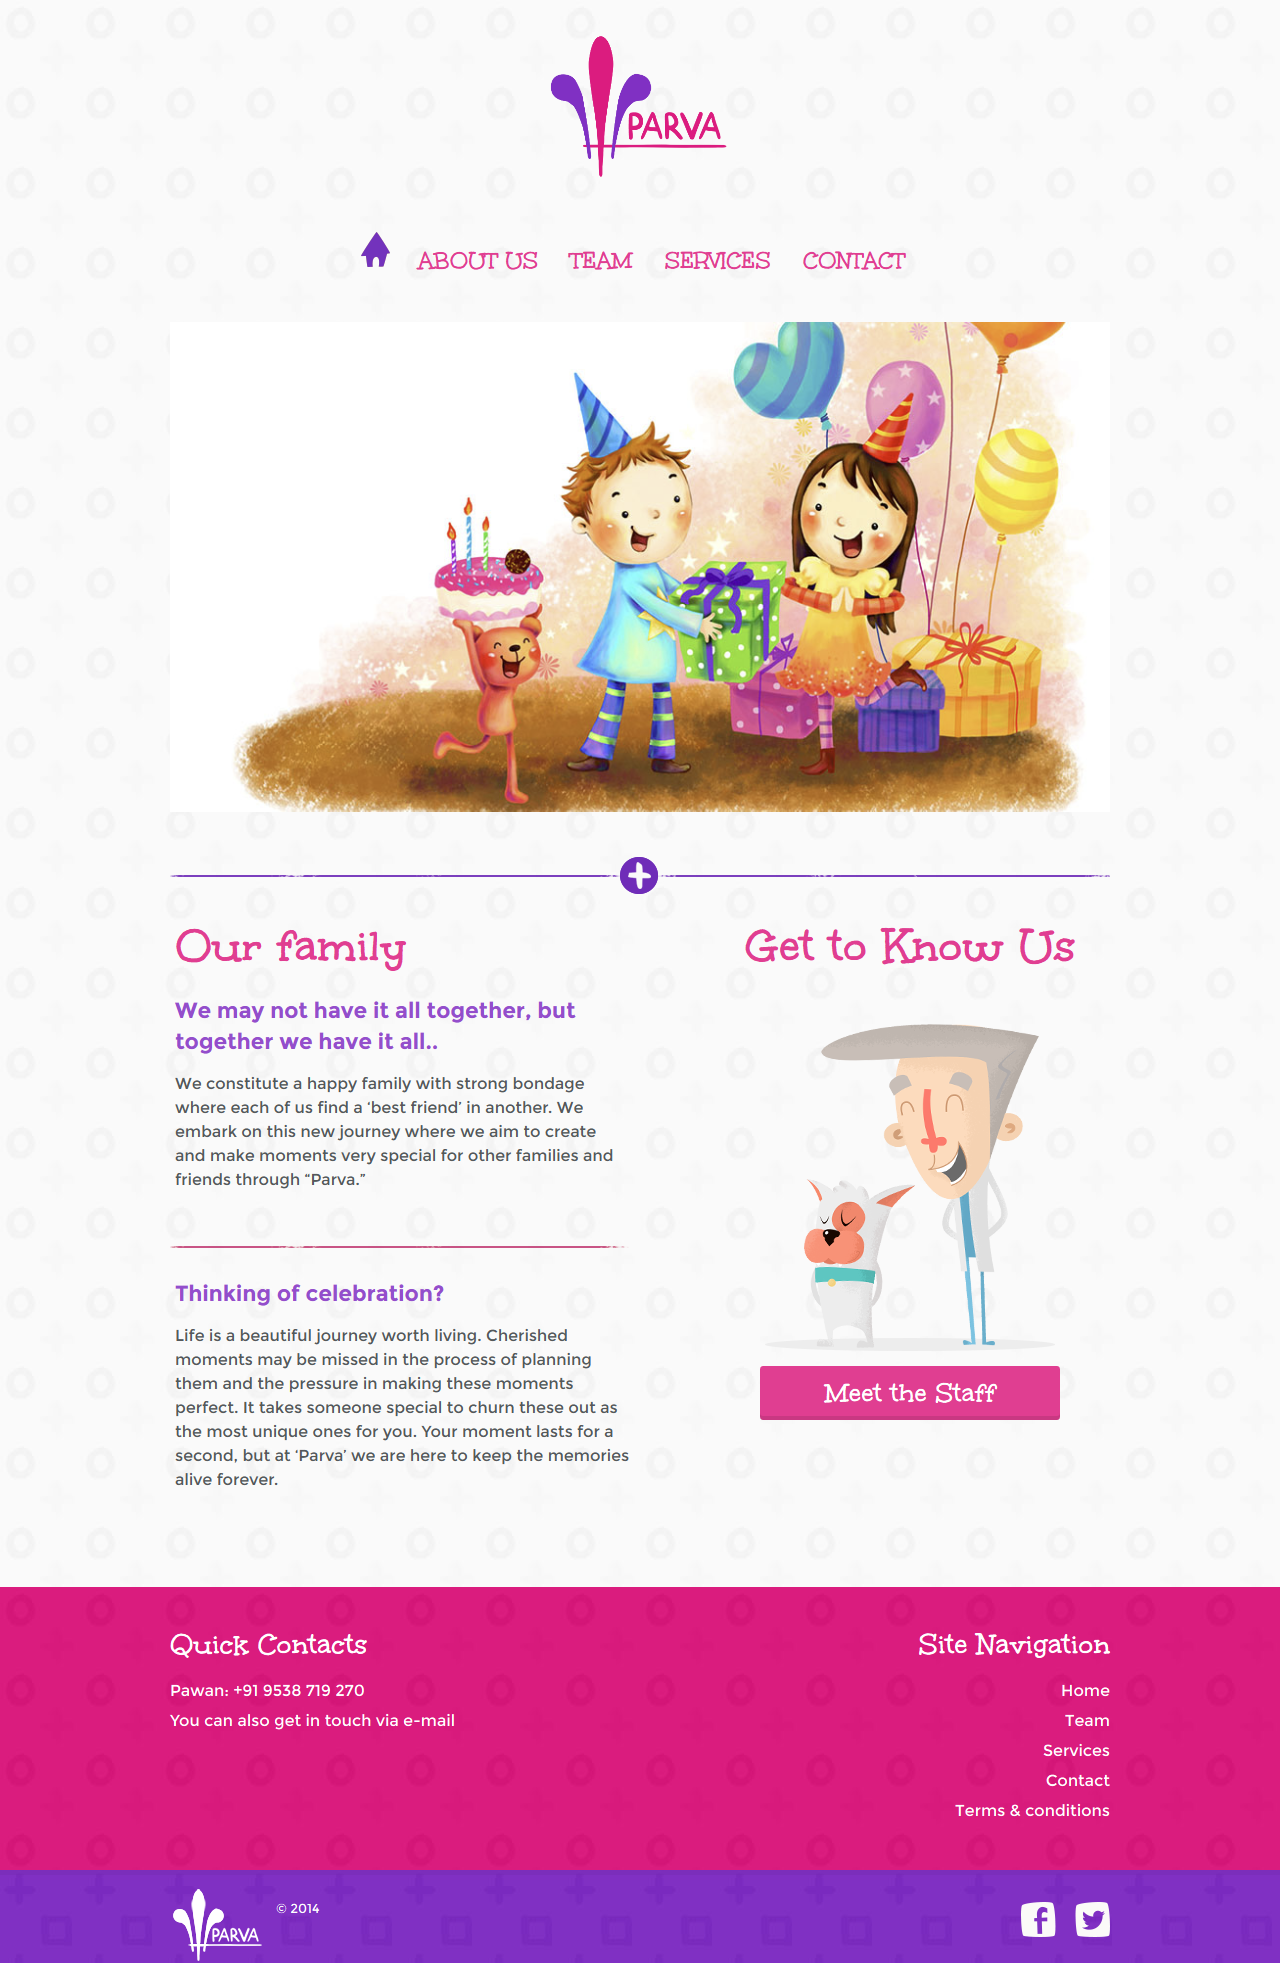 PARVA
ABOUT US TEAM SERVICES CONTACT
Our family
We may not have it all together, but
together we have it all..
We constitute a happy family with strong bondage
where each of us find a ‘best friend’ in another. We
embark on this new journey where we aim to create
and make moments very special for other families and
friends through “Parva.”
Thinking of celebration?
Life is a beautiful journey worth living. Cherished
moments may be missed in the process of planning
them and the pressure in making these moments
perfect. It takes someone special to churn these out as
the most unique ones for you. Your moment lasts for a
second, but at ‘Parva’ we are here to keep the memories
alive forever.
Get to Know Us
Meet the Staff
Quick Contacts
Pawan: +91 9538 719 270
You can also get in touch via e-mail
Site Navigation
Home
Team
Services
Contact
Terms & conditions
PARVA
© 2014